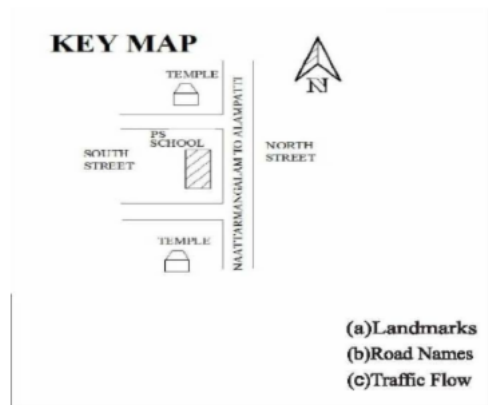 KEY MAP
TEMPLE
N
PS
SCHOOL
SOUTH
STREET
NORTH
STREET
NAATTARMANGALAM TO ALAMPATTI
TEMPLE
(a)Landmarks
(b)Road Names
(c)Traffic Flow